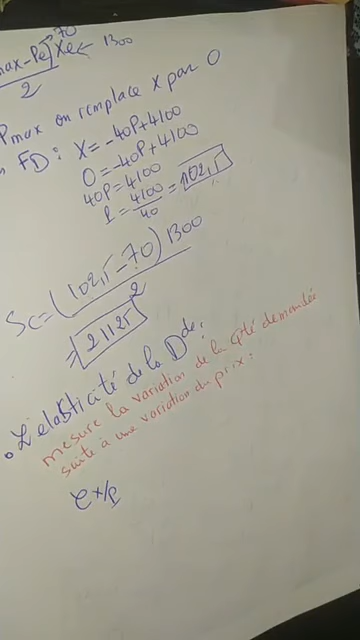 70
max-Pe]Xe ← 1300
2
Pmax on remplace X par 0
FD: X = -40P+4100
0 = -40P+4100
40P = 4100
P = 4100/40 = 102,5
Sc = (102,5-70)1300
2
= 21125
• L'elasticité de la D de:
mesure la variation de la qté demandée
suite à une variation du prix:
e x/p